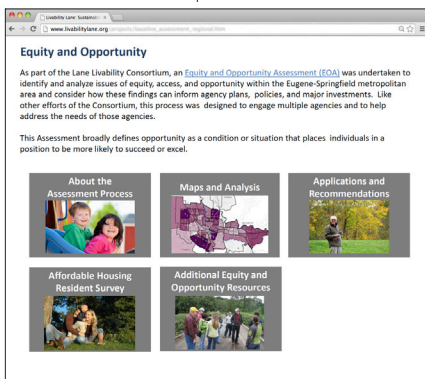 Livability Lane: Sustainab
www.livabilitylane.org/projects/baseline_assessment_regional.htm
Equity and Opportunity
As part of the Lane Livability Consortium, an Equity and Opportunity Assessment (EOA) was undertaken to
identify and analyze issues of equity, access, and opportunity within the Eugene-Springfield metropolitan
area and consider how these findings can inform agency plans, policies, and major investments. Like
other efforts of the Consortium, this process was designed to engage multiple agencies and to help
address the needs of those agencies.
This Assessment broadly defines opportunity as a condition or situation that places individuals in a
position to be more likely to succeed or excel.
About the
Assessment Process
Maps and Analysis
Applications and
Recommendations
Affordable Housing
Resident Survey
Additional Equity and
Opportunity Resources